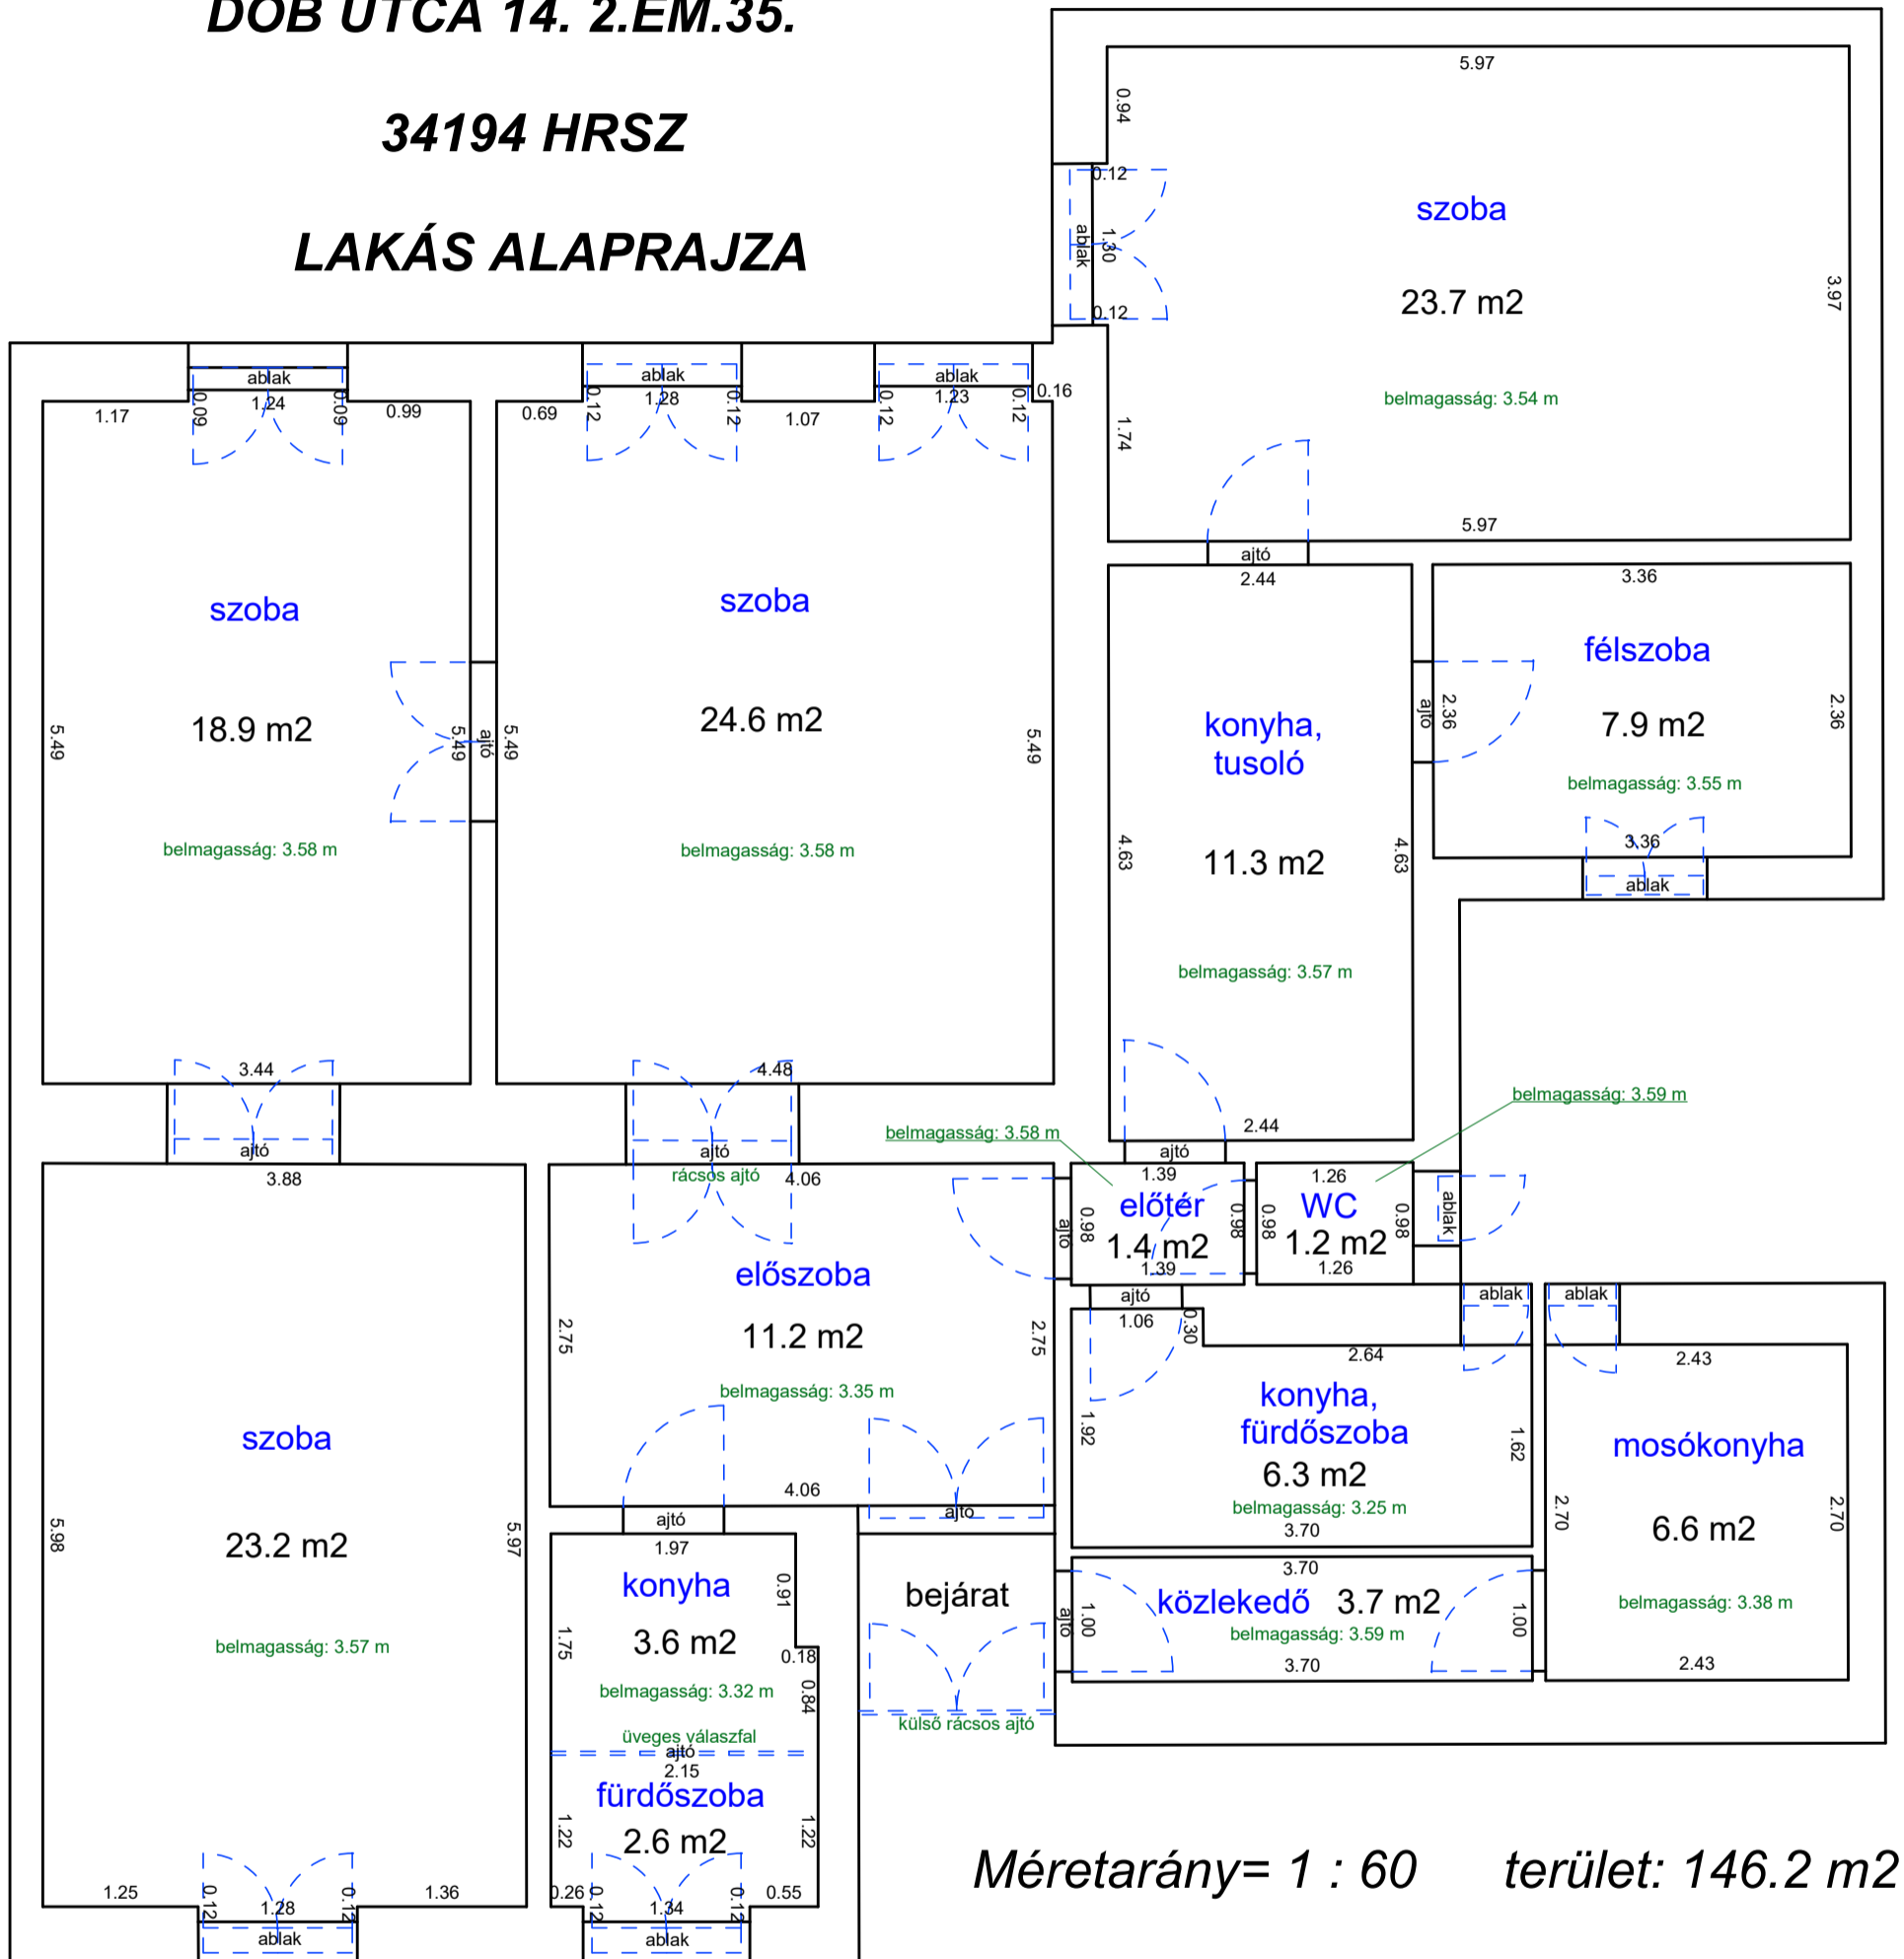 DOB UTCA 14. 2.EM.35.
34194 HRSZ
LAKÁS ALAPRAJZA
5.97
0.94
0.12
ablak
1.30
0.12
szoba
23.7 m2
belmagasság: 3.54 m
3.97
1.74
5.97
ajtó
ablak
1.17
0.09
1.24
0.09
0.99
szoba
18.9 m2
belmagasság: 3.58 m
5.49
5.49
ajtó
3.44
ajtó
ablak
ablak
0.69
0.12
1.28
0.12
1.07
0.12
1.23
0.12
0.16
szoba
24.6 m2
belmagasság: 3.58 m
5.49
5.49
4.48
ajtó
rácsos ajtó
2.44
konyha,
tusoló
11.3 m2
belmagasság: 3.57 m
4.63
4.63
2.44
ajtó
3.36
félszoba
7.9 m2
belmagasság: 3.55 m
ajtó
2.36
2.36
3.36
ablak
belmagasság: 3.59 m
belmagasság: 3.58 m
1.39
előtér
1.4 m2
1.39
ajtó
0.98
0.98
1.26
WC
1.2 m2
1.26
0.98
0.98
ablak
3.88
szoba
23.2 m2
belmagasság: 3.57 m
5.98
5.97
1.25
0.12
1.28
0.12
1.36
ablak
4.06
előszoba
11.2 m2
belmagasság: 3.35 m
2.75
2.75
4.06
ajtó
ajtó
ajtó
1.06
0.30
2.64
ablak
ablak
konyha,
fürdőszoba
6.3 m2
belmagasság: 3.25 m
1.92
1.62
3.70
2.43
mosókonyha
6.6 m2
belmagasság: 3.38 m
2.70
2.70
2.43
3.70
közlekedő 3.7 m2
belmagasság: 3.59 m
ajtó
1.00
1.00
3.70
1.97
konyha
3.6 m2
belmagasság: 3.32 m
0.91
0.18
0.84
1.75
üveges válaszfal
ajtó
2.15
fürdőszoba
2.6 m2
1.22
1.22
0.26
0.12
1.34
0.12
0.55
ablak
bejárat
külső rácsos ajtó
Méretarány= 1 : 60 terület: 146.2 m2